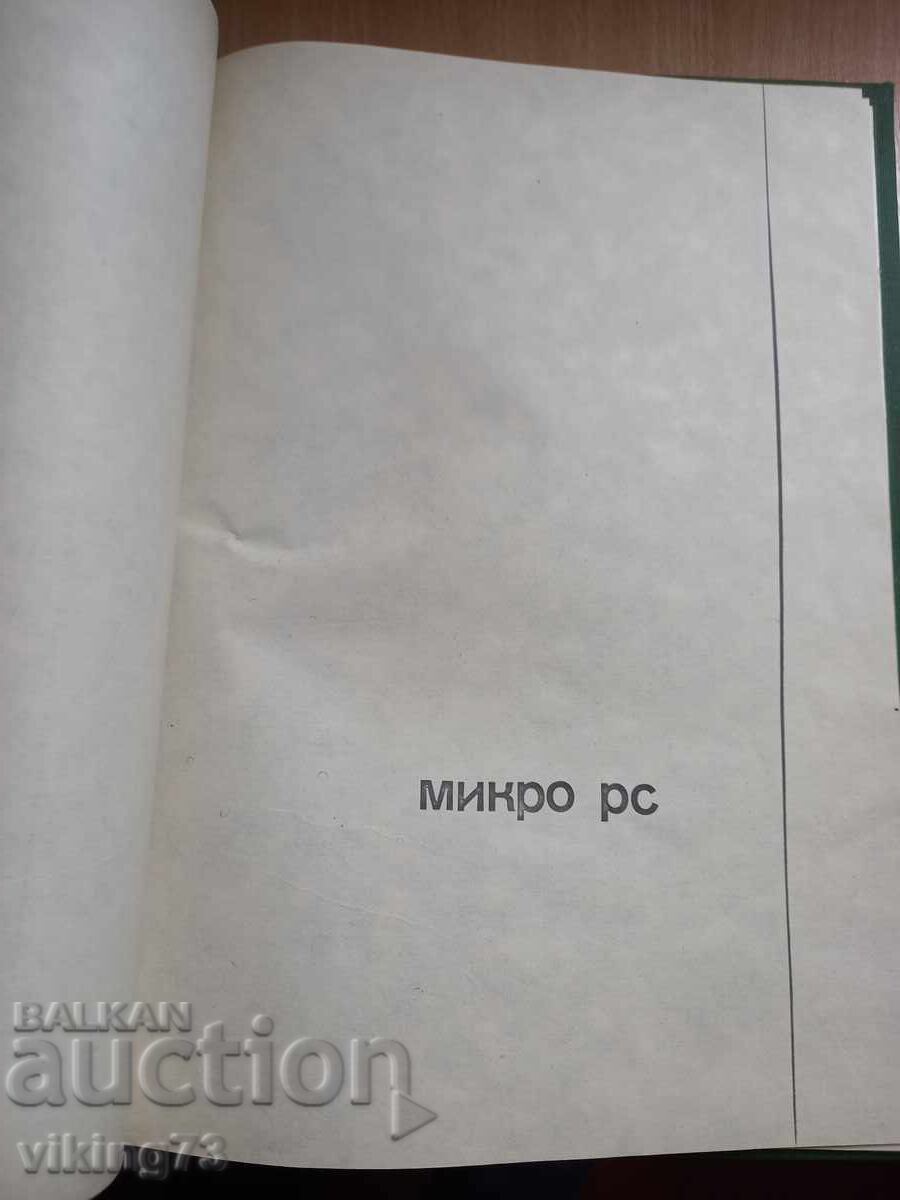 микро рс
BALKAN
auction
viking73